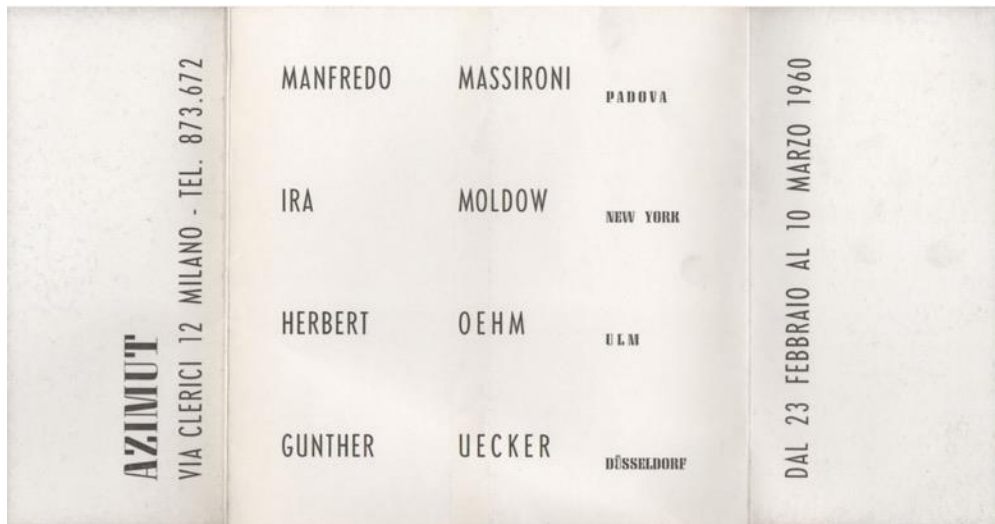 AZIMUT
VIA CLERICI 12 MILANO - TEL. 873.672
MANFREDO MASSIRONI PADOVA
IRA MOLDOW NEW YORK
HERBERT OEHM ULM
GUNTHER UECKER DÜSSELDORF
DAL 23 FEBBRAIO AL 10 MARZO 1960